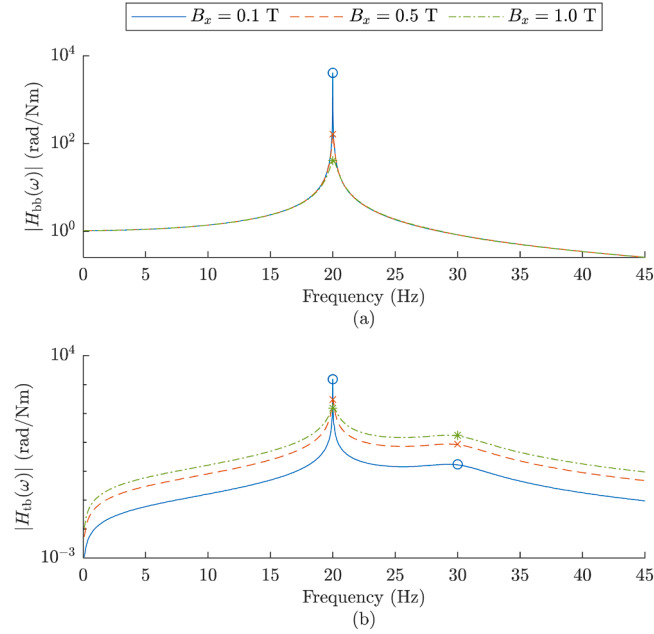 B_x = 0.1 T B_x = 0.5 T B_x = 1.0 T
10^4
10^2
10^0
|H_bb(ω)| (rad/Nm)
0 5 10 15 20 25 30 35 40 45
Frequency (Hz)
(a)
10^4
10^-3
|H_tb(ω)| (rad/Nm)
0 5 10 15 20 25 30 35 40 45
Frequency (Hz)
(b)